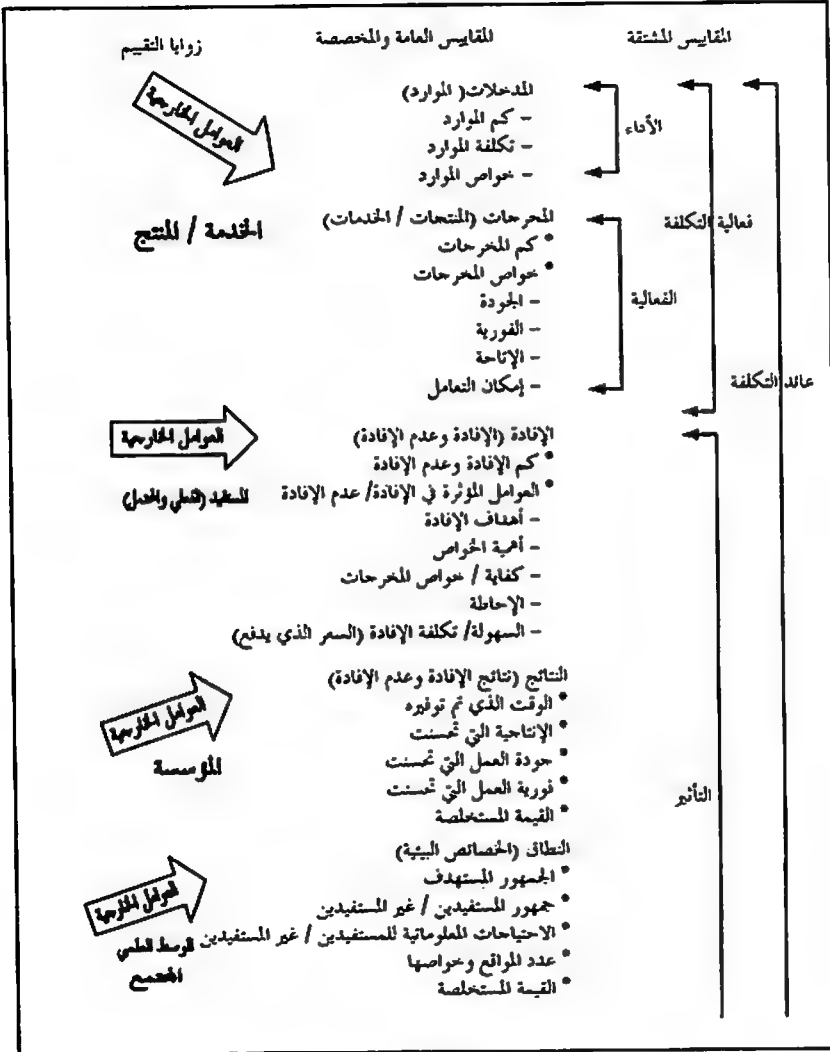 المقاييس المشتقة
المقاييس العامة والمخصصة
زوايا التقييم
المدخلات (الموارد)
– كم الموارد
– تكلفة الموارد
– خواص الموارد
الأداء
العوامل الخارجية
المخرجات (المنتجات / الخدمات)
* كم المخرجات
* خواص المخرجات
– الجودة
– الفورية
– الإتاحة
– إمكان التعامل
فعالية التكلفة
الفعالية
الخدمة / المنتج
عائد التكلفة
الإفادة (الإفادة وعدم الإفادة)
* كم الإفادة وعدم الإفادة
* العوامل المؤثرة في الإفادة/ عدم الإفادة
– أهداف الإفادة
– أهمية الخواص
– كفاية / خواص المخرجات
– الإحاطة
– السهولة/ تكلفة الإفادة (السعر الذي يدفع)
العوامل الخارجية
المستفيد (الفعلي والمحتمل)
النتائج (نتائج الإفادة وعدم الإفادة)
* الوقت الذي تم توفيره
* الإنتاجية التي تحسنت
* جودة العمل التي تحسنت
* فورية العمل التي تحسنت
* القيمة المستخلصة
العوامل الخارجية
المؤسسة
التأثير
النطاق (الخصائص البيئية)
* الجمهور المستهدف
* جمهور المستفيدين / غير المستفيدين
* الاحتياجات المعلوماتية للمستفيدين / غير المستفيدين
* عدد المواقع وخواصها
* القيمة المستخلصة
العوامل الخارجية
الوسط العلمي
المجتمع